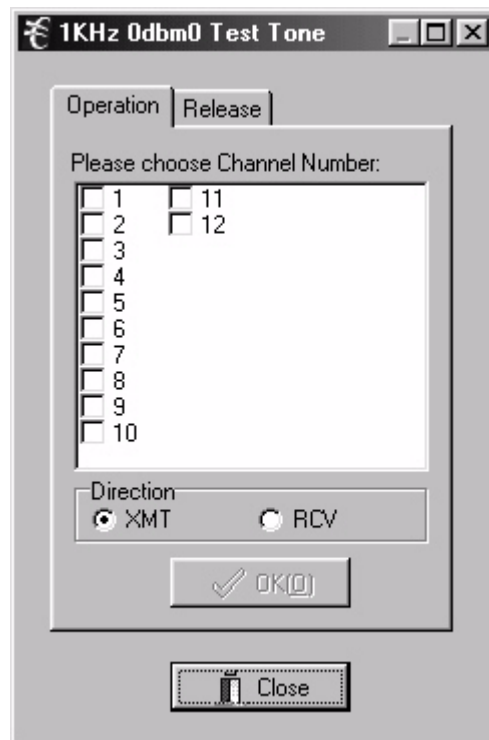 1KHz 0dbm0 Test Tone
Operation Release
Please choose Channel Number:
1 11
2 12
3
4
5
6
7
8
9
10
Direction
XMT RCV
OK(O)
Close